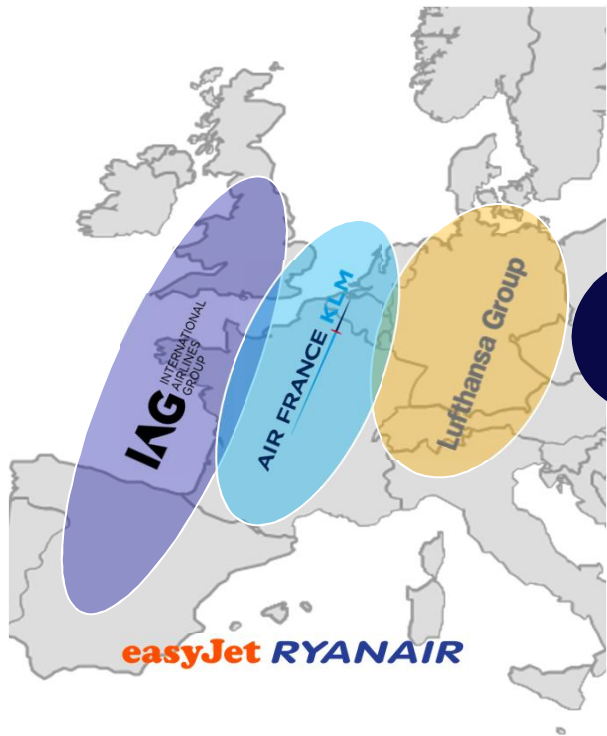 IAG
INTERNATIONAL
AIRLINES
GROUP
AIR FRANCE KLM
Lufthansa Group
easyJet RYANAIR